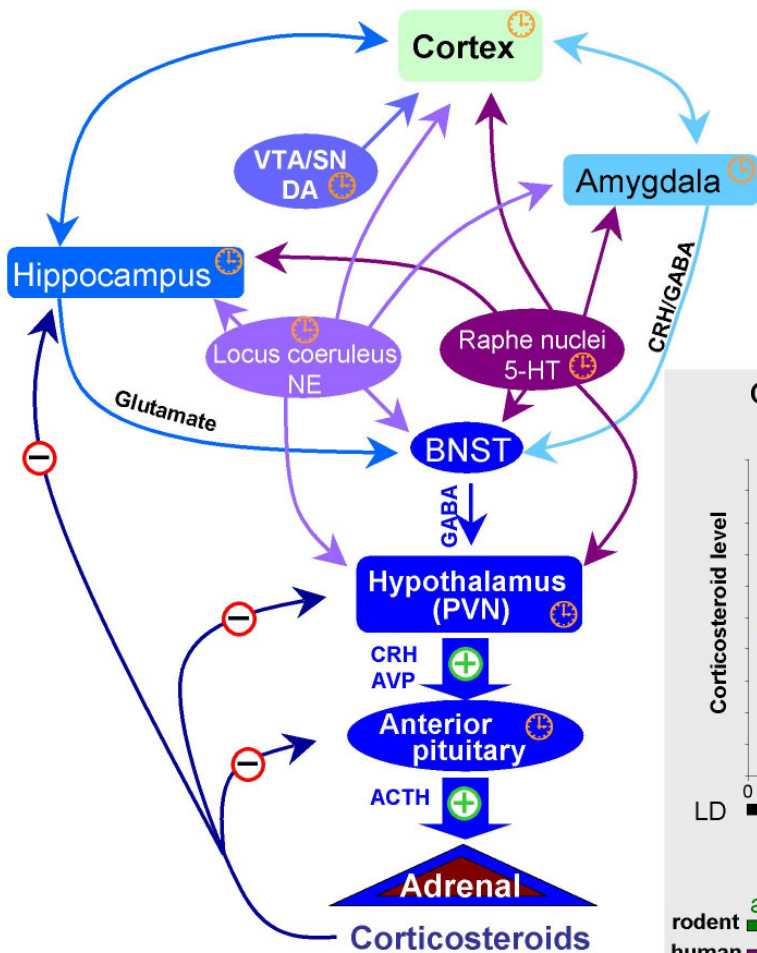 Cortex
VTA/SN
DA
Amygdala
Hippocampus
CRH/GABA
Locus coeruleus
NE
Raphe nuclei
5-HT
Glutamate
BNST
GABA
Hypothalamus
(PVN)
CRH
AVP
Anterior
pituitary
ACTH
Adrenal
Corticosteroids
Corticosteroid level
0
LD
rodent
human